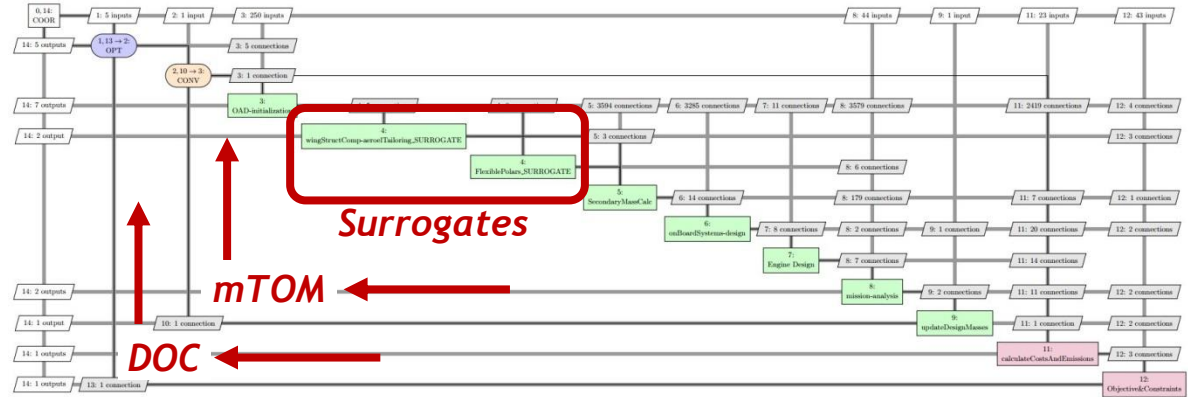 0, 14:
COOR
1: 5 inputs
2: 1 input
3: 250 inputs
8: 44 inputs
9: 1 input
11: 23 inputs
12: 43 inputs
14: 5 outputs
1, 13 → 2:
OPT
3: 5 connections
2, 10 → 3:
CONV
3: 1 connection
14: 7 outputs
3:
OAD-initialization
5: 3594 connections
6: 3285 connections
7: 11 connections
8: 3579 connections
11: 2419 connections
12: 4 connections
14: 2 output
4:
wingStructComp-aeroelTailoring_SURROGATE
5: 3 connections
12: 3 connections
4:
FlexiblePolars_SURROGATE
8: 6 connections
5:
SecondaryMassCalc
6: 14 connections
8: 179 connections
11: 7 connections
12: 1 connection
Surrogates
6:
onBoardSystems-design
7: 8 connections
8: 2 connections
9: 1 connection
11: 20 connections
12: 2 connections
7:
Engine Design
8: 7 connections
11: 14 connections
14: 2 outputs
mTOM
8:
mission-analysis
9: 2 connections
11: 11 connections
12: 2 connections
14: 1 output
10: 1 connection
9:
updateDesignMasses
11: 1 connection
12: 2 connections
14: 1 outputs
DOC
11:
calculateCostsAndEmissions
12: 3 connections
14: 1 outputs
13: 1 connection
12:
Objective&Constraints